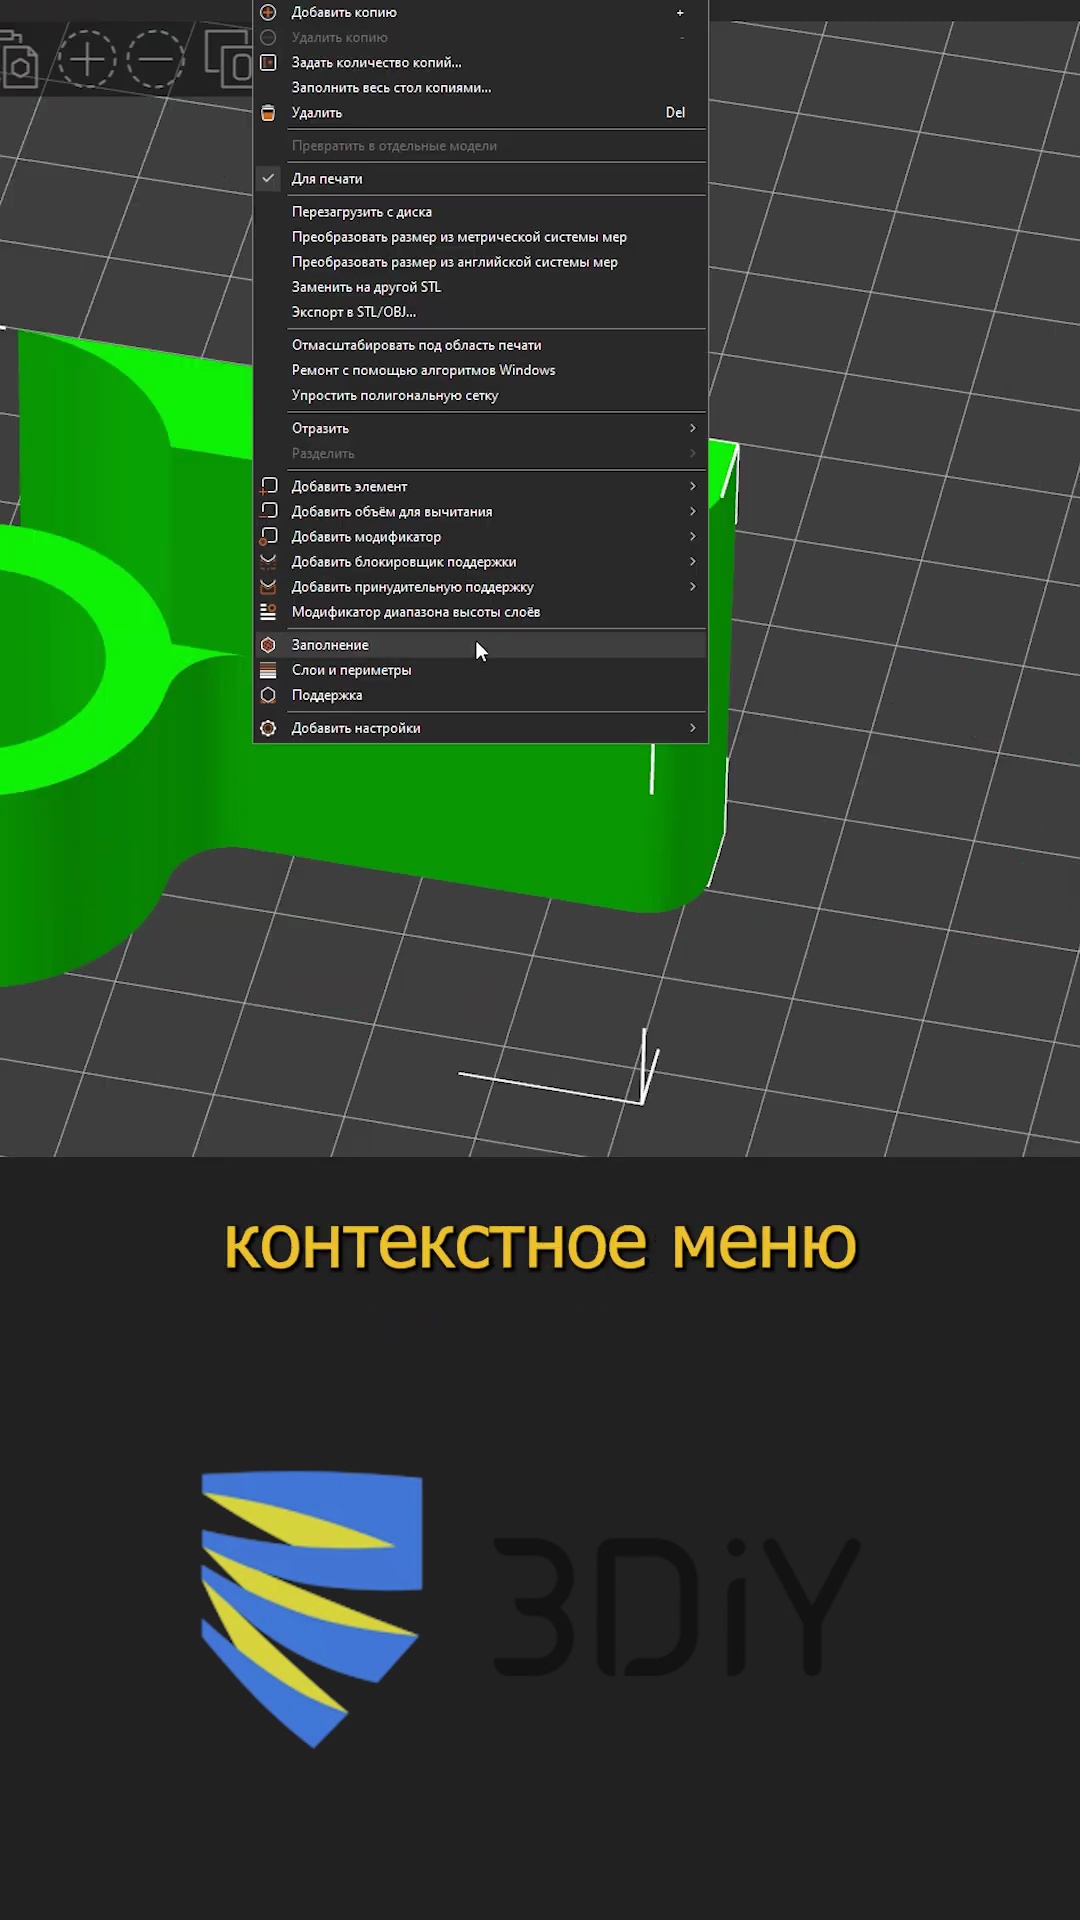 Добавить копию +
Удалить копию -
Задать количество копий...
Заполнить весь стол копиями...
Удалить Del
Превратить в отдельные модели
Для печати
Перезагрузить с диска
Преобразовать размер из метрической системы мер
Преобразовать размер из английской системы мер
Заменить на другой STL
Экспорт в STL/OBJ...
Отмасштабировать под область печати
Ремонт с помощью алгоритмов Windows
Упростить полигональную сетку
Отразить
Разделить
Добавить элемент
Добавить объём для вычитания
Добавить модификатор
Добавить блокировщик поддержки
Добавить принудительную поддержку
Модификатор диапазона высоты слоёв
Заполнение
Слои и периметры
Поддержка
Добавить настройки
контекстное меню
3DiY